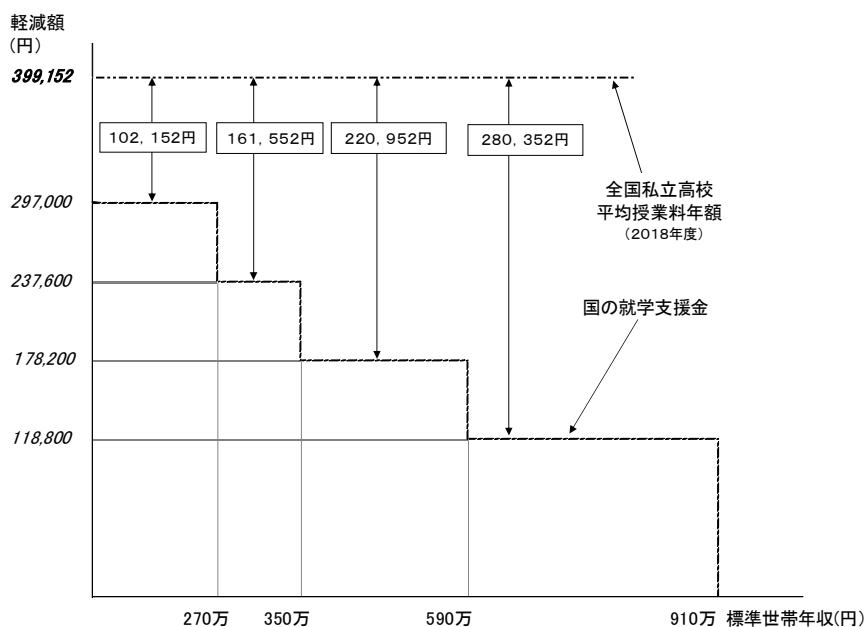 軽減額
(円)
399,152
102,152円
161,552円
220,952円
280,352円
全国私立高校
平均授業料年額
(2018年度)
297,000
237,600
国の就学支援金
178,200
118,800
270万
350万
590万
910万
標準世帯年収(円)